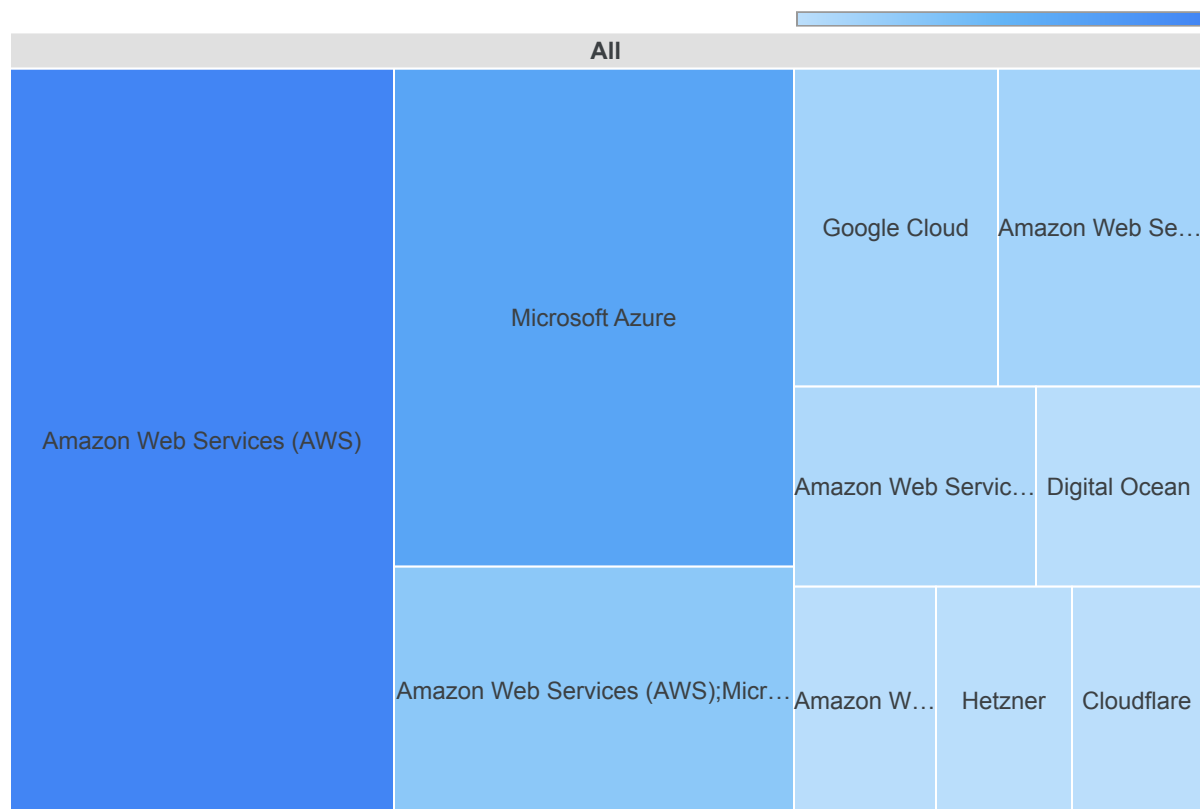 All
Amazon Web Services (AWS)
Microsoft Azure
Amazon Web Services (AWS);Micr...
Google Cloud
Amazon Web Se...
Amazon Web Servic...
Digital Ocean
Amazon W...
Hetzner
Cloudflare